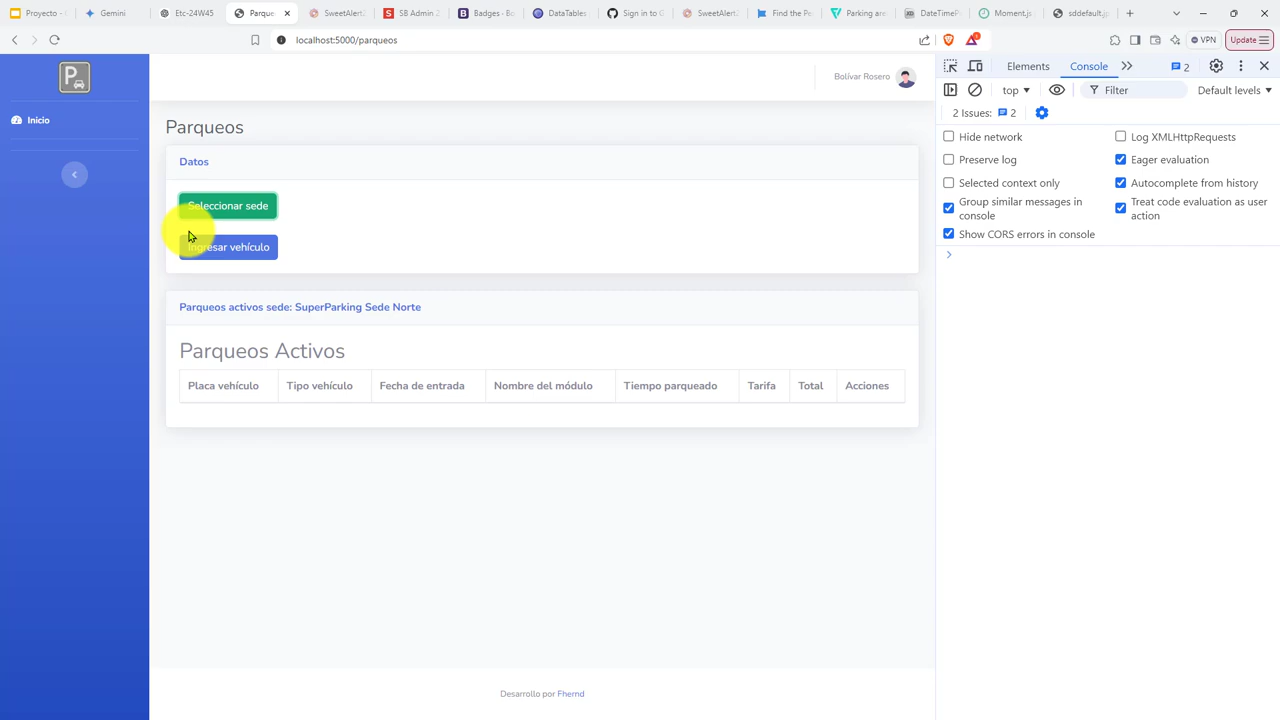 Proyecto -
Gemini
Etc-24W45
Parque
SweetAlert2
SB Admin 2
Badges - Bo
DataTables
Sign in to G
SweetAlert
Find the Pe
Parking are
DateTimePi
Moment.js
sddefault.jp
localhost:5000/parqueos
VPN
Update
P
Inicio
Bolívar Rosero
Parqueos
Datos
Seleccionar sede
Ingresar vehículo
Parqueos activos sede: SuperParking Sede Norte
Parqueos Activos
Placa vehículo Tipo vehículo Fecha de entrada Nombre del módulo Tiempo parqueado Tarifa Total Acciones
Desarrollo por Fhernd
Elements Console 2
top Filter Default levels
2 Issues: 2
Hide network
Log XMLHttpRequests
Preserve log
Eager evaluation
Selected context only
Autocomplete from history
Group similar messages in
console
Treat code evaluation as user
action
Show CORS errors in console